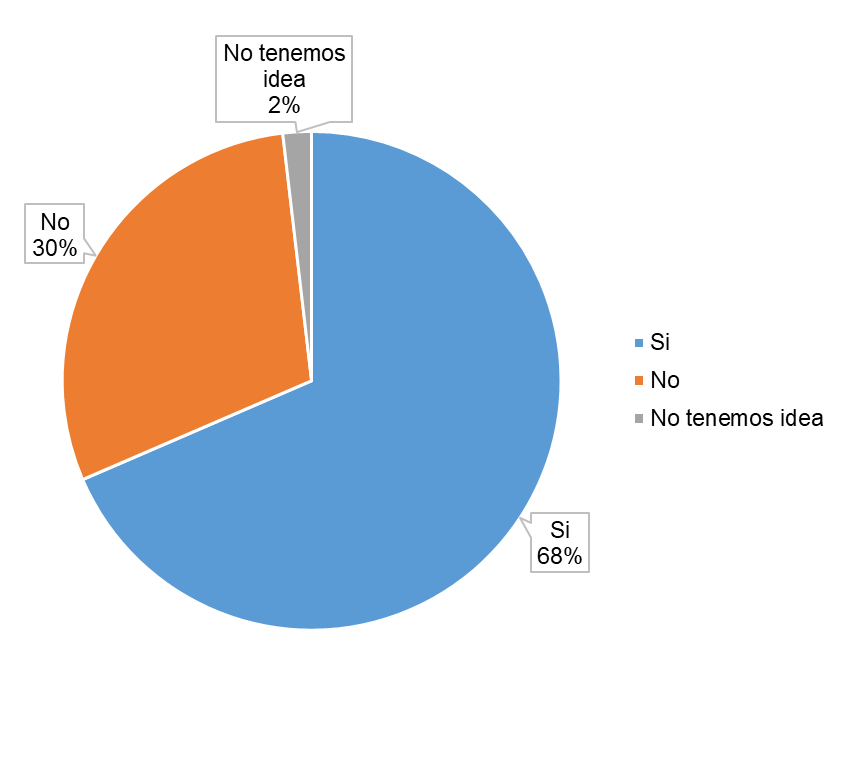 No tenemos
idea
2%
No
30%
Si
No
No tenemos idea
Si
68%